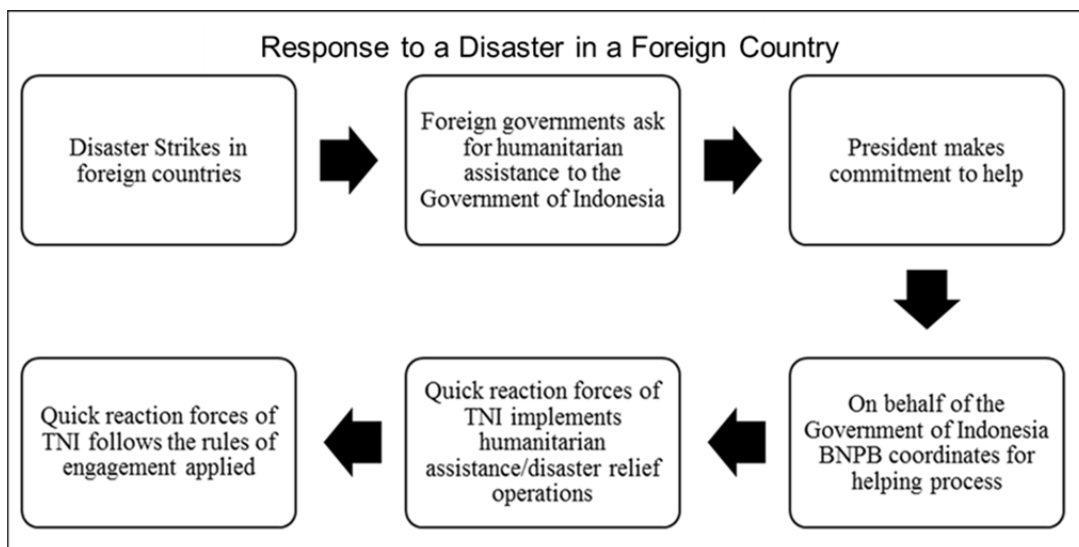 Response to a Disaster in a Foreign Country
Disaster Strikes in
foreign countries
Foreign governments ask
for humanitarian
assistance to the
Government of Indonesia
President makes
commitment to help
On behalf of the
Government of Indonesia
BNPB coordinates for
helping process
Quick reaction forces of
TNI implements
humanitarian
assistance/disaster relief
operations
Quick reaction forces of
TNI follows the rules of
engagement applied